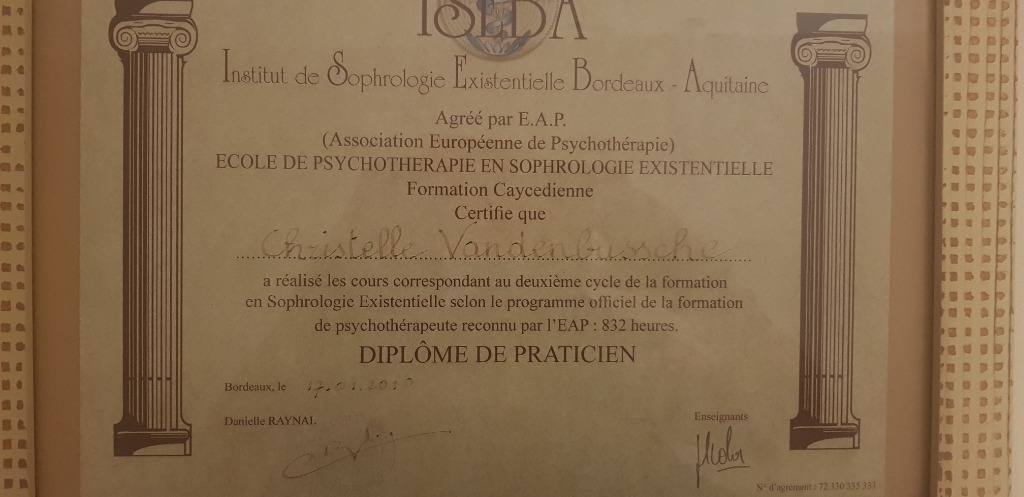 ISEBA
Institut de Sophrologie Existentielle Bordeaux - Aquitaine
Agréé par E.A.P.
(Association Européenne de Psychothérapie)
ECOLE DE PSYCHOTHERAPIE EN SOPHROLOGIE EXISTENTIELLE
Formation Caycedienne
Certifie que
Christelle Vandenbussche
a réalisé les cours correspondant au deuxième cycle de la formation
en Sophrologie Existentielle selon le programme officiel de la formation
de psychothérapeute reconnu par l'EAP : 832 heures.
DIPLÔME DE PRATICIEN
Bordeaux, le
Danielle RAYNAL
Enseignants
N° d'agrément : 72 330 335 333